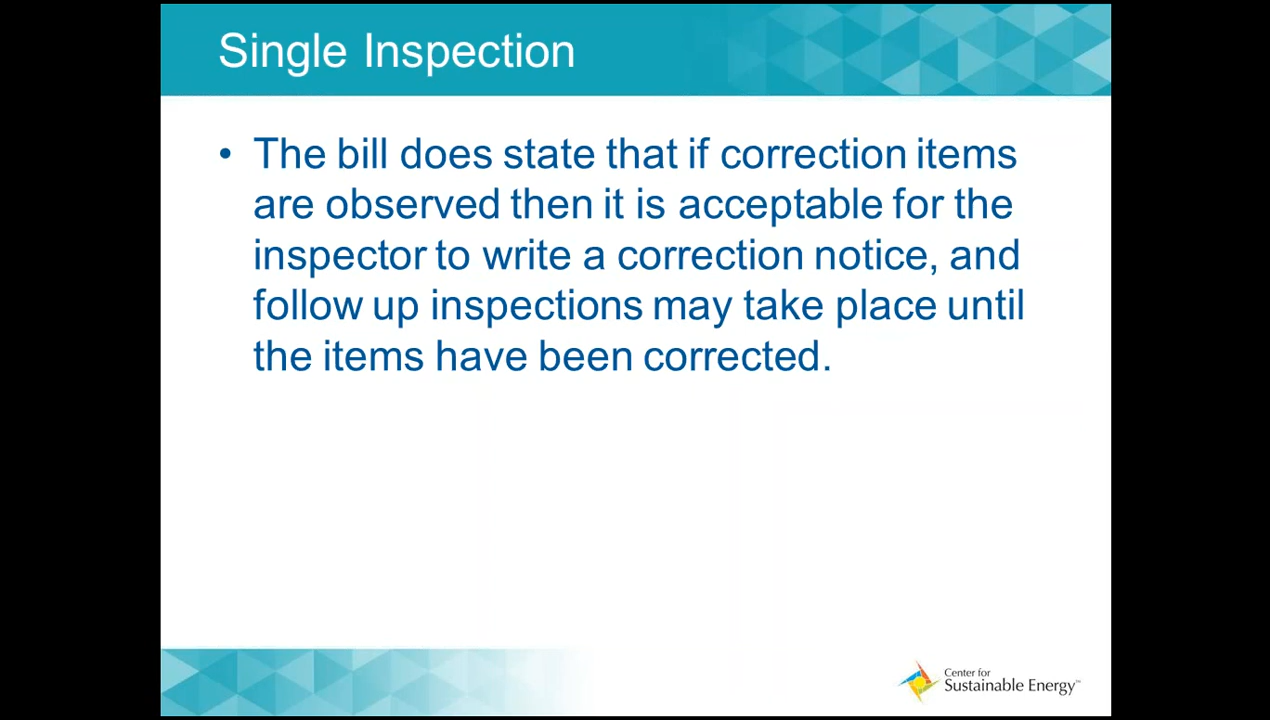 Single Inspection
• The bill does state that if correction items
are observed then it is acceptable for the
inspector to write a correction notice, and
follow up inspections may take place until
the items have been corrected.
Center for
Sustainable Energy™